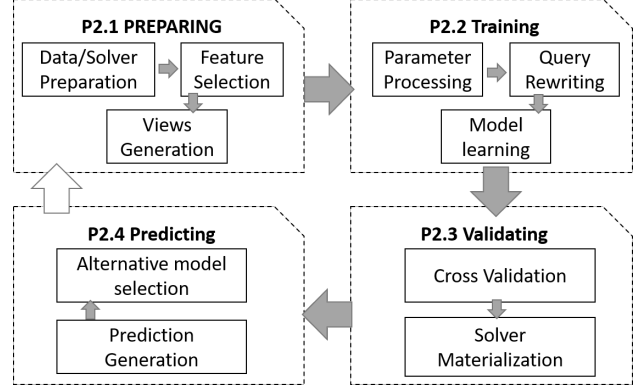 P2.1 PREPARING
Data/Solver
Preparation
Feature
Selection
Views
Generation
P2.2 Training
Parameter
Processing
Query
Rewriting
Model
learning
P2.4 Predicting
Alternative model
selection
Prediction
Generation
P2.3 Validating
Cross Validation
Solver
Materialization